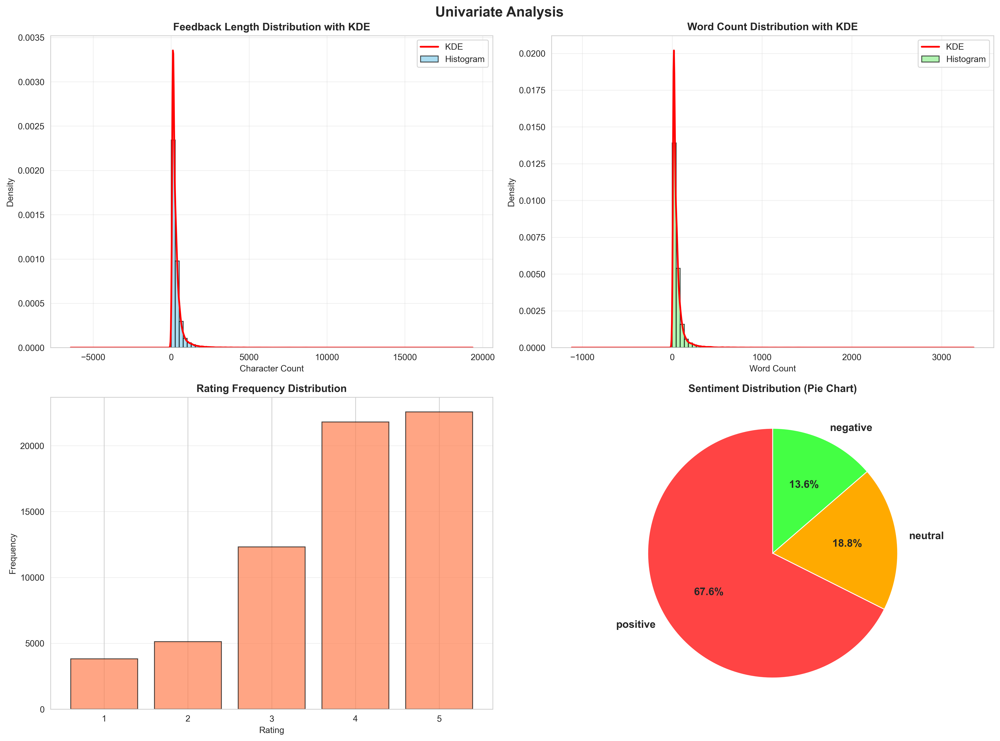 Univariate Analysis
Feedback Length Distribution with KDE
KDE
Histogram
0.0035
0.0030
0.0025
0.0020
0.0015
0.0010
0.0005
0.0000
Density
−5000
0
5000
10000
15000
20000
Character Count
Word Count Distribution with KDE
KDE
Histogram
0.0200
0.0175
0.0150
0.0125
0.0100
0.0075
0.0050
0.0025
0.0000
Density
−1000
0
1000
2000
3000
Word Count
Rating Frequency Distribution
20000
15000
10000
5000
0
Frequency
1
2
3
4
5
Rating
Sentiment Distribution (Pie Chart)
negative
13.6%
neutral
18.8%
67.6%
positive